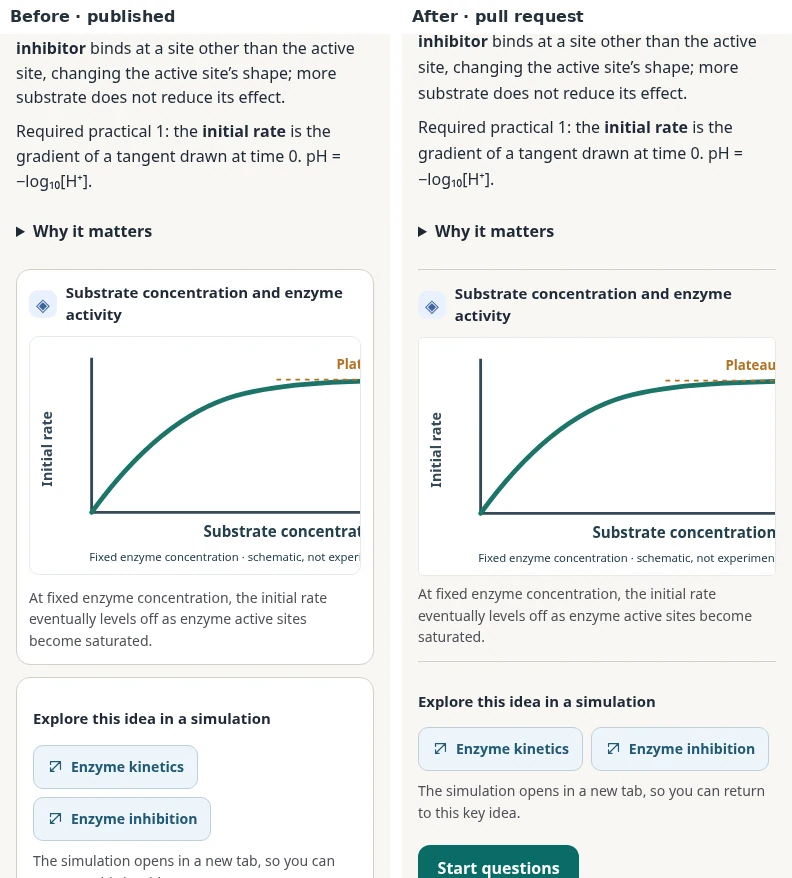 Before · published
inhibitor binds at a site other than the active
site, changing the active site’s shape; more
substrate does not reduce its effect.
Required practical 1: the initial rate is the
gradient of a tangent drawn at time 0. pH =
−log₁₀[H⁺].
Why it matters
Substrate concentration and enzyme
activity
Plat
Initial rate
Substrate concentrat
Fixed enzyme concentration · schematic, not exper
At fixed enzyme concentration, the initial rate
eventually levels off as enzyme active sites
become saturated.
Explore this idea in a simulation
Enzyme kinetics
Enzyme inhibition
The simulation opens in a new tab, so you can
After · pull request
inhibitor binds at a site other than the active
site, changing the active site’s shape; more
substrate does not reduce its effect.
Required practical 1: the initial rate is the
gradient of a tangent drawn at time 0. pH =
−log₁₀[H⁺].
Why it matters
Substrate concentration and enzyme
activity
Plateau
Initial rate
Substrate concentration
Fixed enzyme concentration · schematic, not experimen
At fixed enzyme concentration, the initial rate
eventually levels off as enzyme active sites become
saturated.
Explore this idea in a simulation
Enzyme kinetics
Enzyme inhibition
The simulation opens in a new tab, so you can return
to this key idea.
Start questions